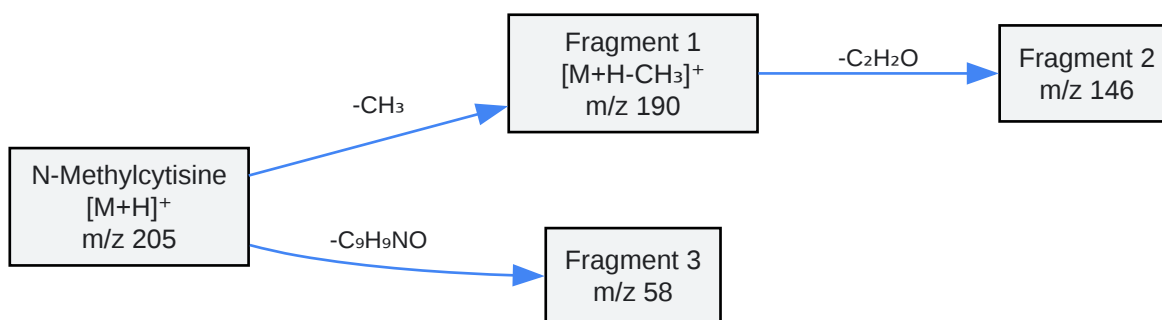 Fragment 1
[M+H-CH₃]⁺
m/z 190
-C₂H₂O
Fragment 2
m/z 146
-CH₃
N-Methylcytisine
[M+H]⁺
m/z 205
-C₉H₉NO
Fragment 3
m/z 58